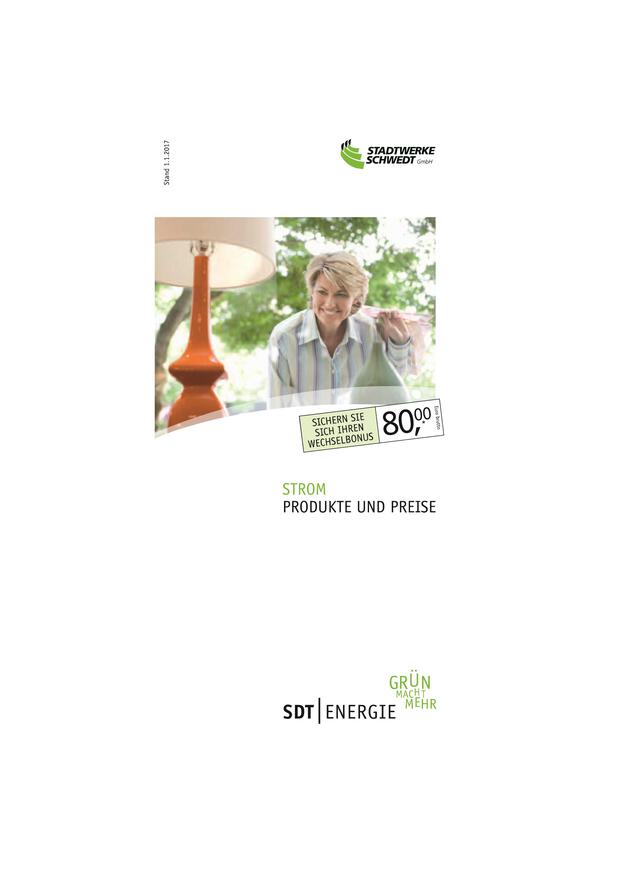 Stand 1.1.2017
STADTWERKE
SCHWEDT GmbH
SICHERN SIE
SICH IHREN
WECHSELBONUS
80,00
Euro brutto
STROM
PRODUKTE UND PREISE
GRÜN
MACHT
MEHR
SDT|ENERGIE